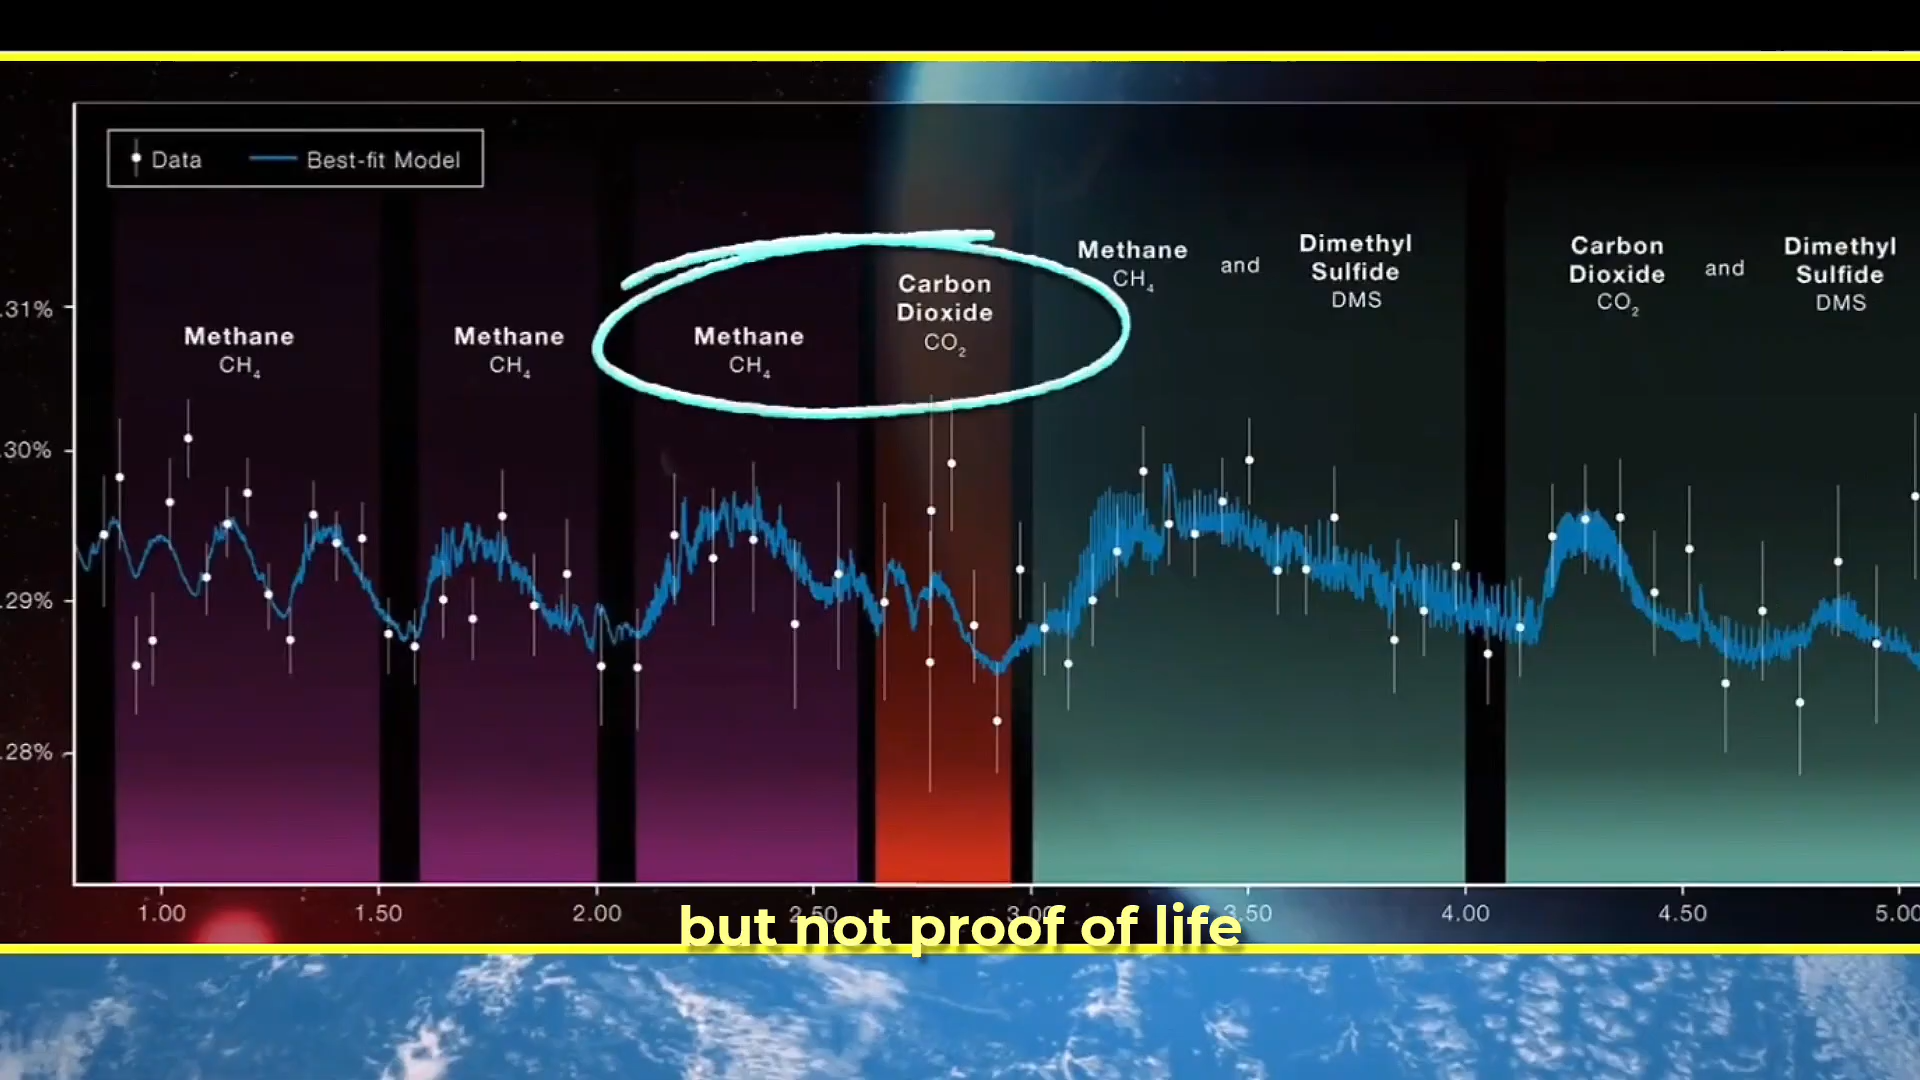 Data Best-fit Model
Methane
CH₄
Methane
CH₄
Methane
CH₄
Carbon
Dioxide
CO₂
Methane
CH₄
and
Dimethyl
Sulfide
DMS
Carbon
Dioxide
CO₂
and
Dimethyl
Sulfide
DMS
.31%
.30%
.29%
.28%
1.00 1.50 2.00 2.50 3.00 3.50 4.00 4.50 5.00
but not proof of life